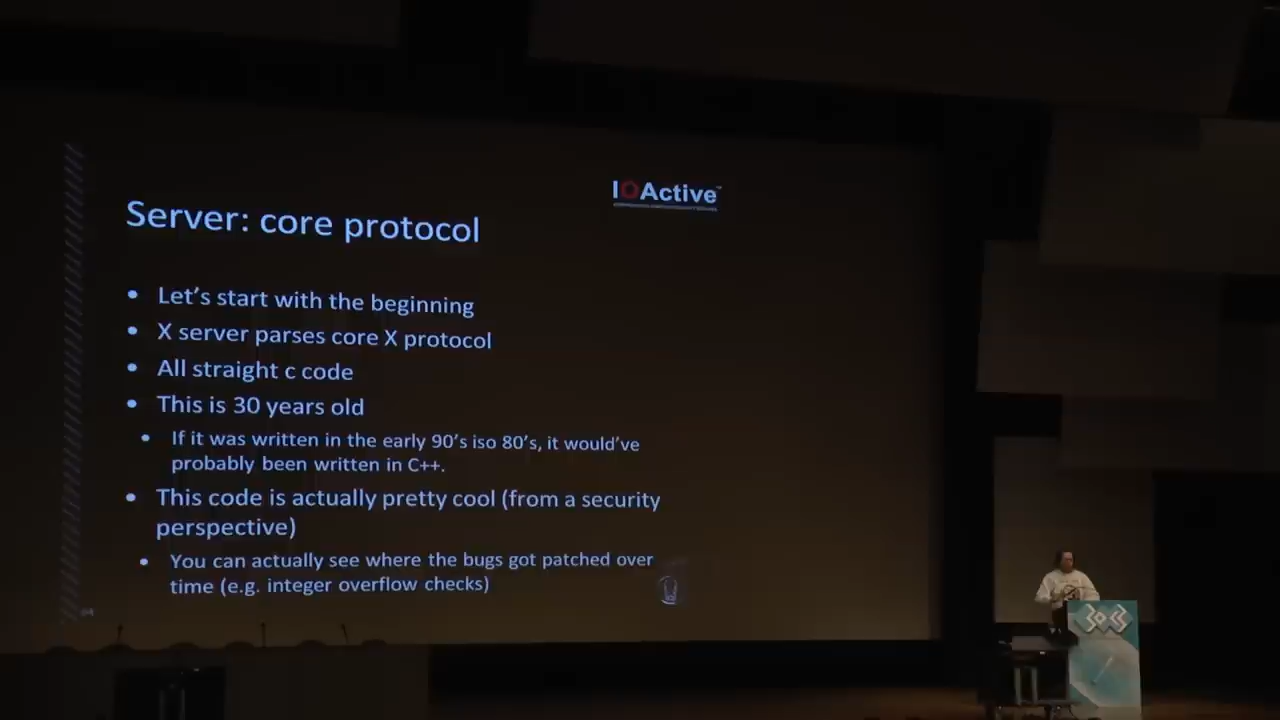 IOActive™
Server: core protocol
• Let's start with the beginning
• X server parses core X protocol
• All straight c code
• This is 30 years old
• If it was written in the early 90's iso 80's, it would've
probably been written in C++.
• This code is actually pretty cool (from a security
perspective)
• You can actually see where the bugs got patched over
time (e.g. integer overflow checks)
30C3